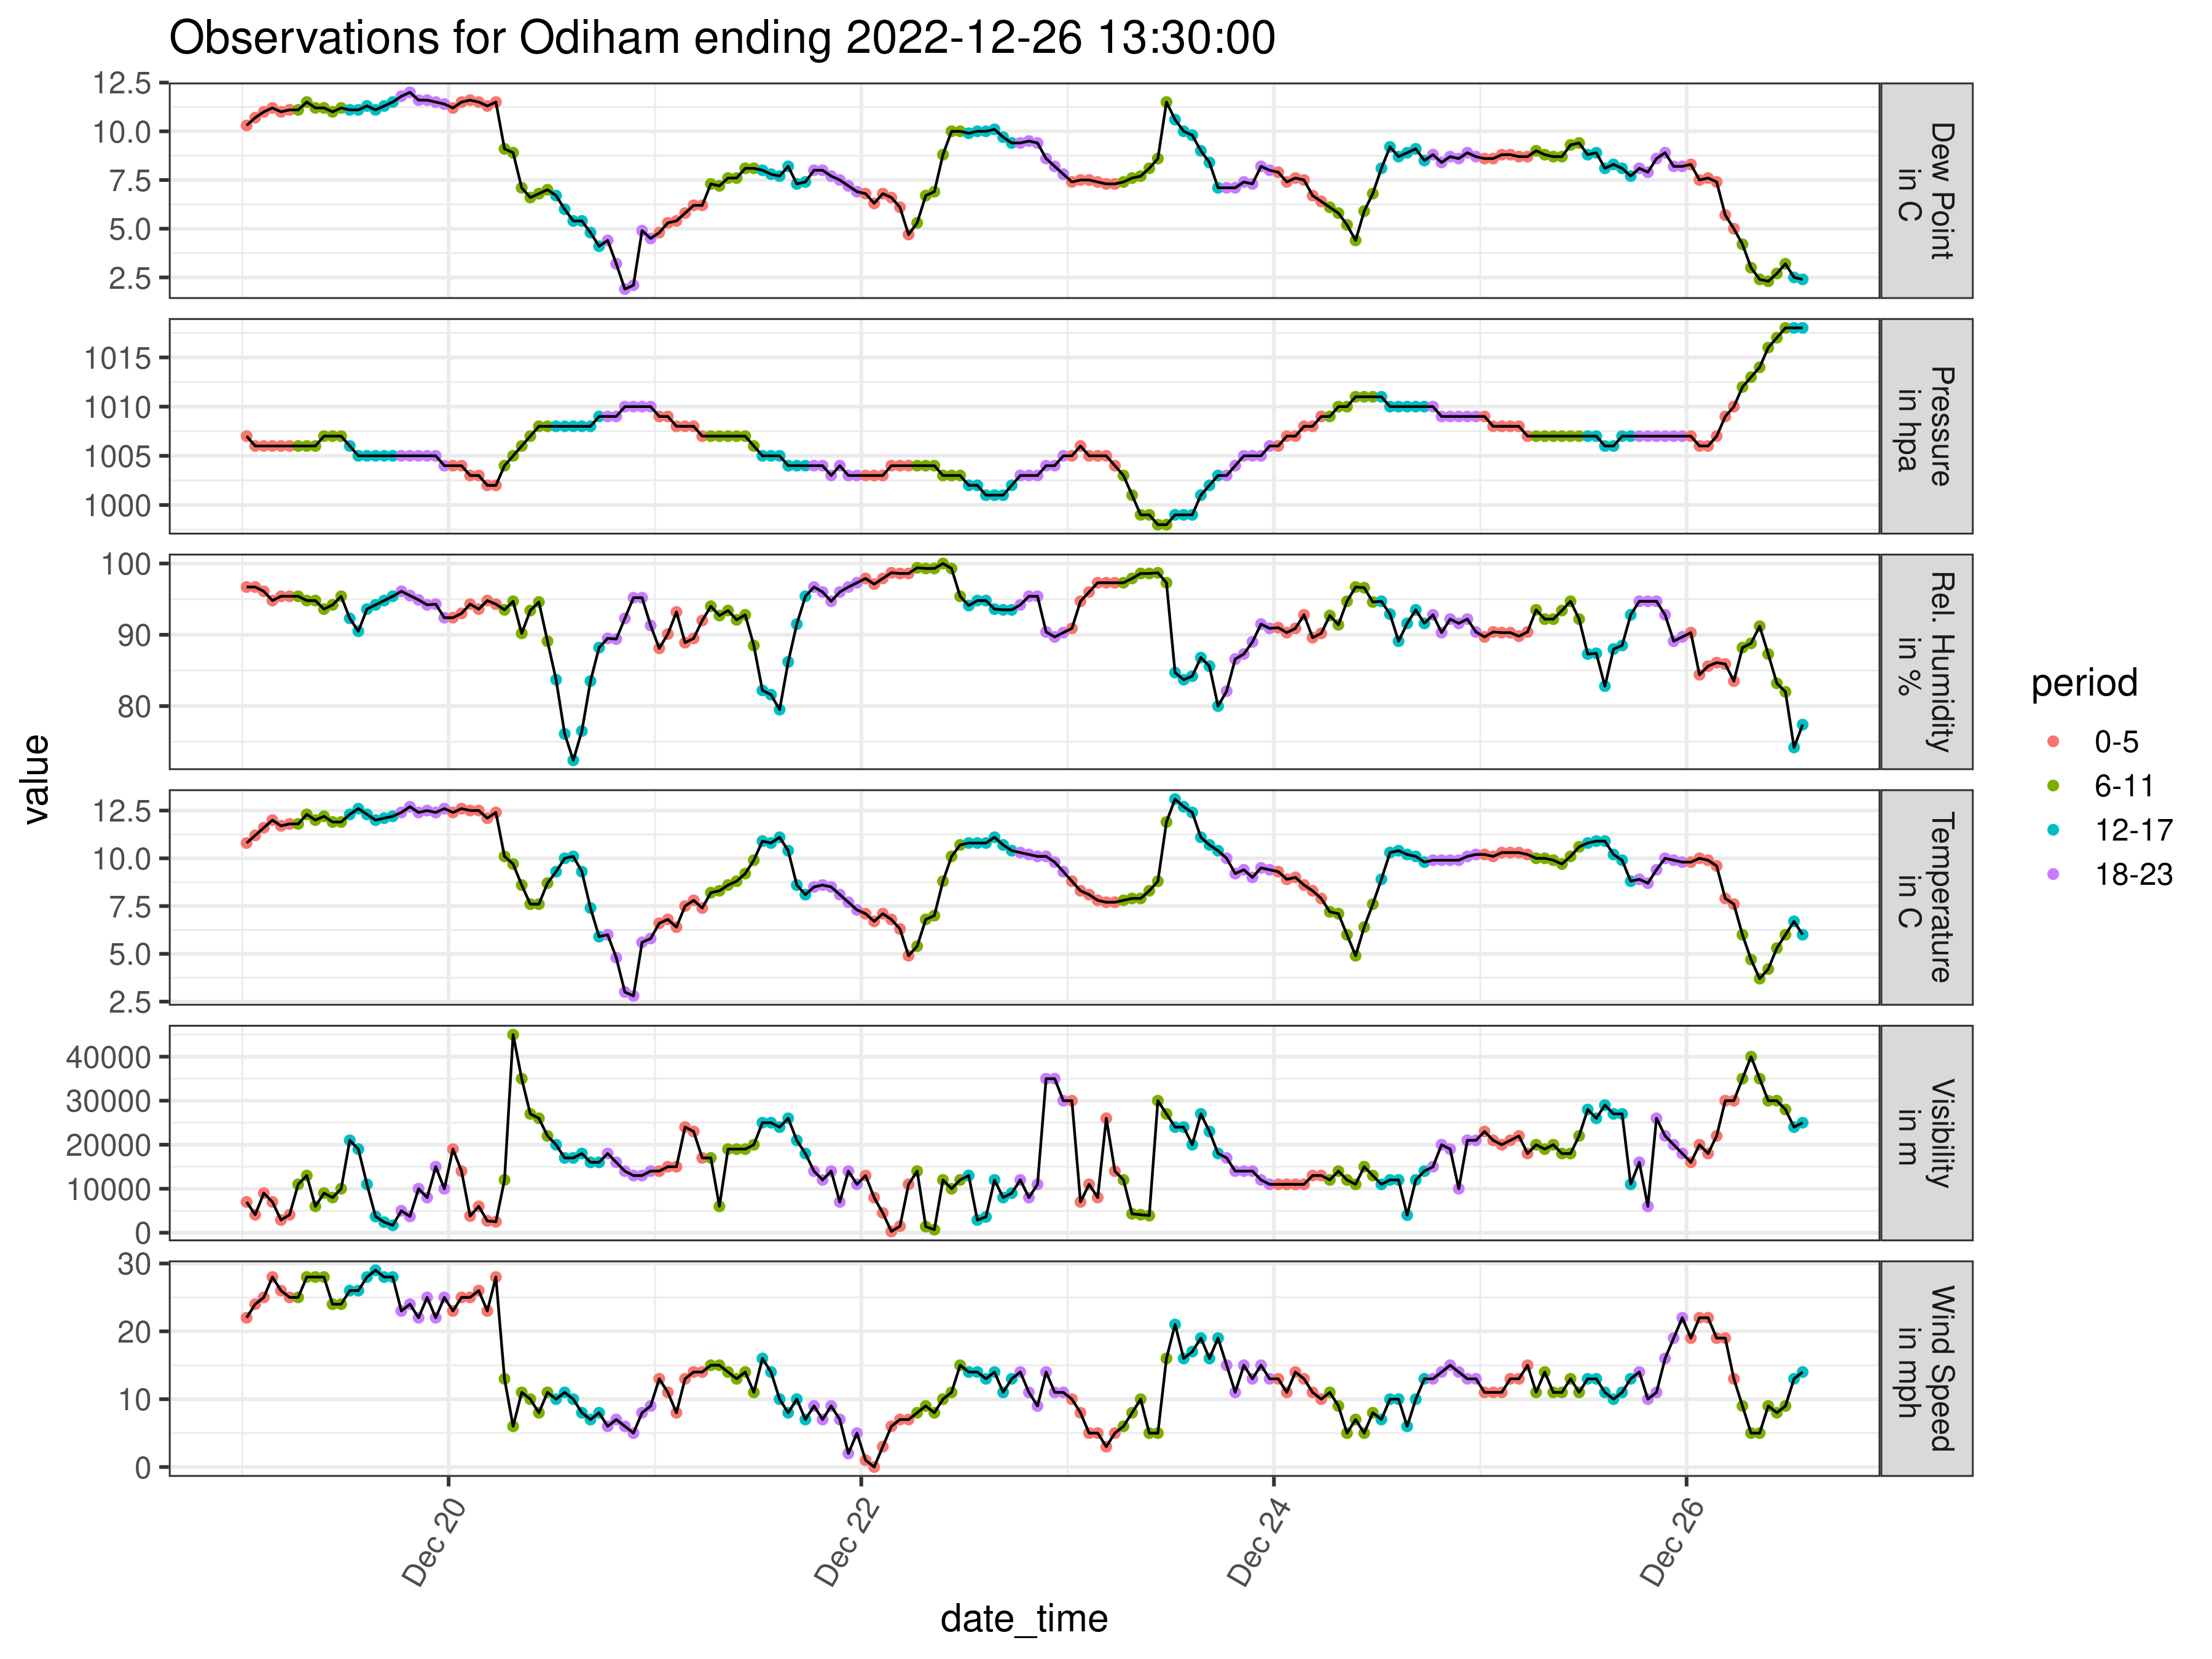 Observations for Odiham ending 2022-12-26 13:30:00
value
12.5
10.0
7.5
5.0
2.5
Dew Point
in C
1015
1010
1005
1000
Pressure
in hpa
100
90
80
Rel. Humidity
in %
12.5
10.0
7.5
5.0
2.5
Temperature
in C
40000
30000
20000
10000
0
Visibility
in m
30
20
10
0
Wind Speed
in mph
Dec 20
Dec 22
Dec 24
Dec 26
date_time
period
0-5
6-11
12-17
18-23